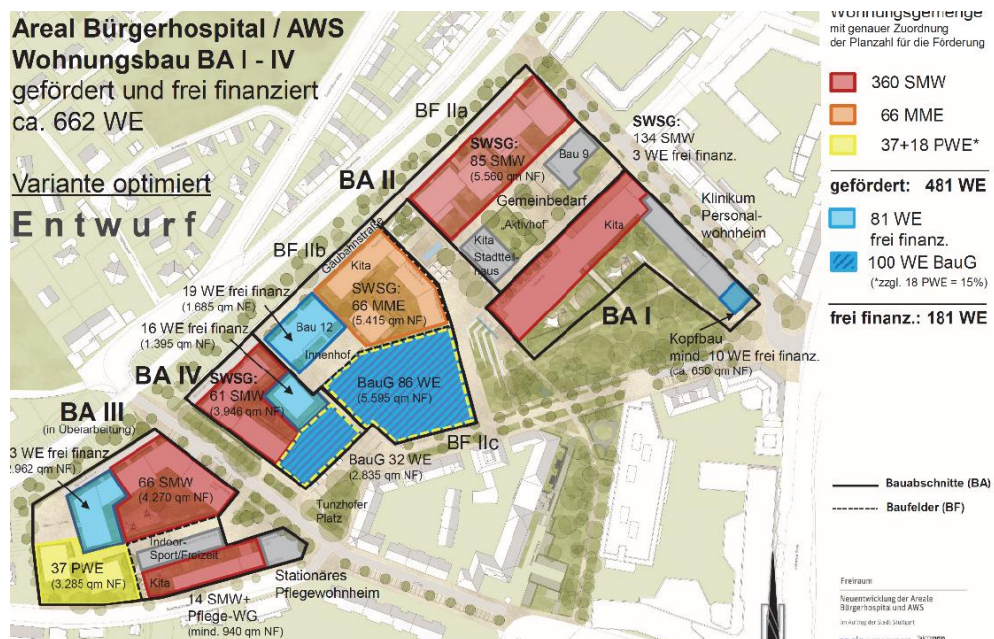 Areal Bürgerhospital / AWS
Wohnungsbau BA I - IV
gefördert und frei finanziert
ca. 662 WE
Variante optimiert
Entwurf
Wohnungsgemenge
mit genauer Zuordnung
der Planzahl für die Förderung
360 SMW
66 MME
37+18 PWE*
gefördert: 481 WE
81 WE
frei finanz.
100 WE BauG
(*zzgl. 18 PWE = 15%)
frei finanz.: 181 WE
BF IIa
SWSG:
85 SMW
(5.560 qm NF)
Bau 9
SWSG:
134 SMW
3 WE frei finanz.
BA II
Gemeinbedarf
„Aktivhof"
Kita
Stadtteil-
haus
Kita
Klinikum
Personal-
wohnheim
BF IIb
Gaubahnstraße
Kita
SWSG:
66 MME
(5.415 qm NF)
19 WE frei finanz.
(1.685 qm NF)
Bau 12
Innenhof
16 WE frei finanz.
(1.395 qm NF)
BA I
Kopfbau
mind. 10 WE frei finanz.
(ca. 650 qm NF)
BA IV
SWSG:
61 SMW
(3.946 qm NF)
BauG 86 WE
(5.595 qm NF)
BF IIc
BauG 32 WE
(2.835 qm NF)
BA III
(in Überarbeitung)
3 WE frei finanz.
.962 qm NF)
66 SMW
(4.270 qm NF)
Tunzhofer
Platz
Indoor-
Sport/Freizeit
37 PWE
(3.285 qm NF)
Kita
Stationäres
Pflegewohnheim
14 SMW+
Pflege-WG
(mind. 940 qm NF)
Bauabschnitte (BA)
Baufelder (BF)
Freiraum
Neuentwicklung der Areale
Bürgerhospital und AWS
Im Auftrag der Stadt Stuttgart